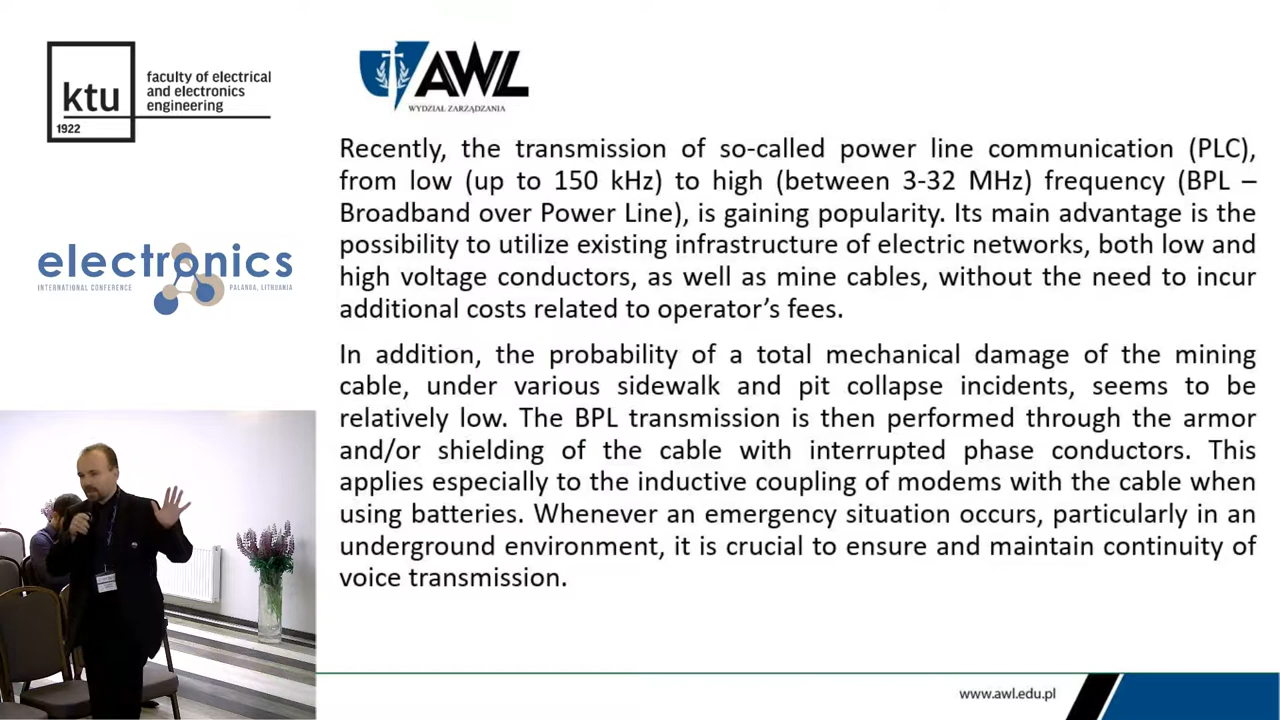 ktu
1922
faculty of electrical
and electronics
engineering
AWL
WYDZIAŁ ZARZĄDZANIA
electronics
INTERNATIONAL CONFERENCE
PALANGA, LITHUANIA
Recently, the transmission of so-called power line communication (PLC),
from low (up to 150 kHz) to high (between 3-32 MHz) frequency (BPL –
Broadband over Power Line), is gaining popularity. Its main advantage is the
possibility to utilize existing infrastructure of electric networks, both low and
high voltage conductors, as well as mine cables, without the need to incur
additional costs related to operator’s fees.
In addition, the probability of a total mechanical damage of the mining
cable, under various sidewalk and pit collapse incidents, seems to be
relatively low. The BPL transmission is then performed through the armor
and/or shielding of the cable with interrupted phase conductors. This
applies especially to the inductive coupling of modems with the cable when
using batteries. Whenever an emergency situation occurs, particularly in an
underground environment, it is crucial to ensure and maintain continuity of
voice transmission.
www.awl.edu.pl